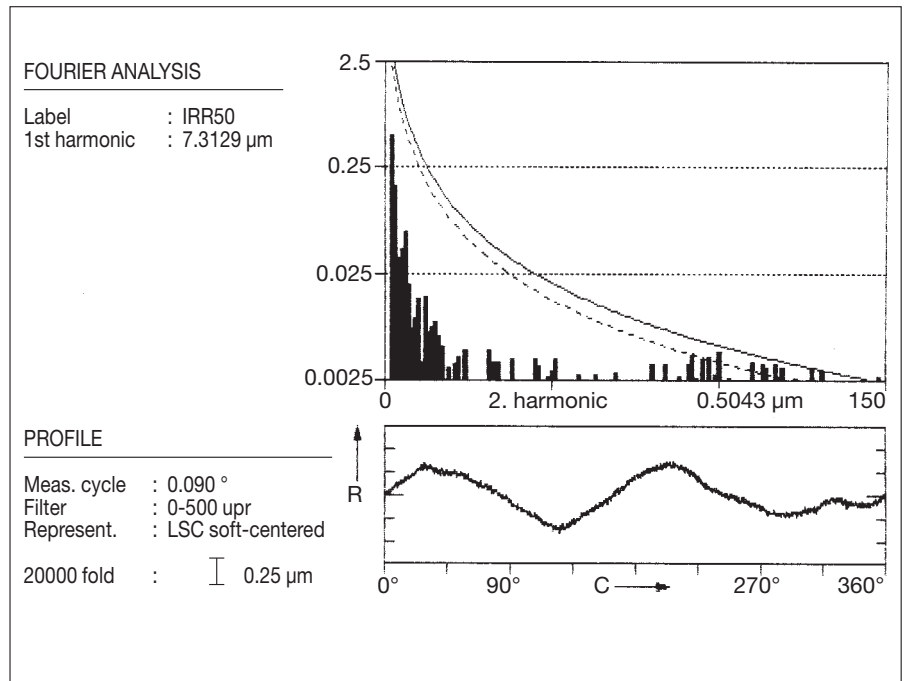 FOURIER ANALYSIS
Label : IRR50
1st harmonic : 7.3129 µm
2.5
0.25
0.025
0.0025
0 2. harmonic 0.5043 µm 150
PROFILE
Meas. cycle : 0.090 °
Filter : 0-500 upr
Represent. : LSC soft-centered
20000 fold : 0.25 µm
R
0° 90° C 270° 360°